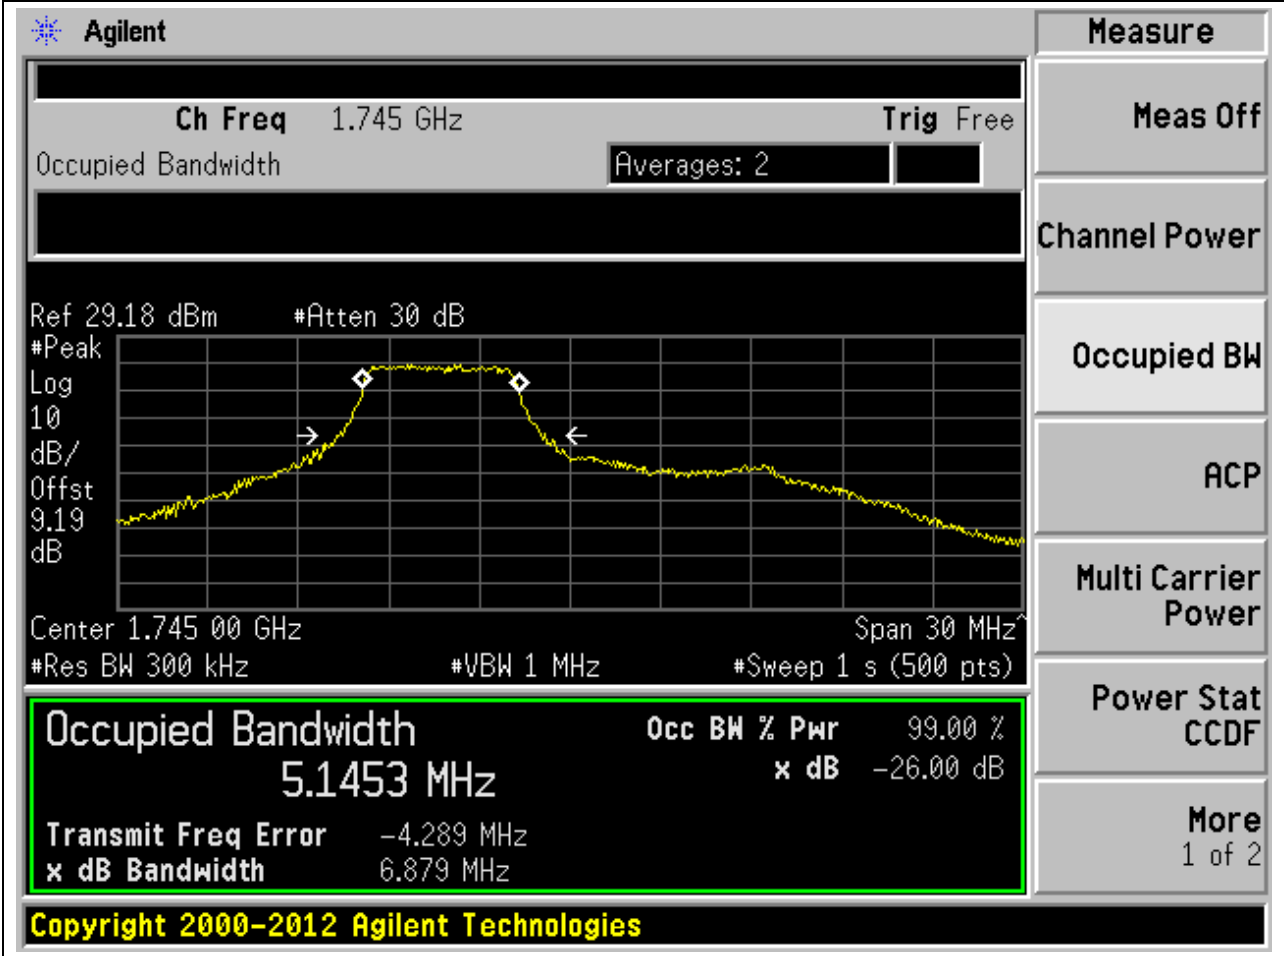 Agilent
Measure
Ch Freq 1.745 GHz Trig Free
Occupied Bandwidth Averages: 2
Ref 29.18 dBm #Atten 30 dB
#Peak
Log
10
dB/
Offst
9.19
dB
Center 1.745 00 GHz Span 30 MHz^
#Res BW 300 kHz #VBW 1 MHz #Sweep 1 s (500 pts)
Occupied Bandwidth Occ BW % Pwr 99.00 %
5.1453 MHz x dB -26.00 dB
Transmit Freq Error -4.289 MHz
x dB Bandwidth 6.879 MHz
Copyright 2000-2012 Agilent Technologies
Meas Off
Channel Power
Occupied BW
ACP
Multi Carrier
Power
Power Stat
CCDF
More
1 of 2